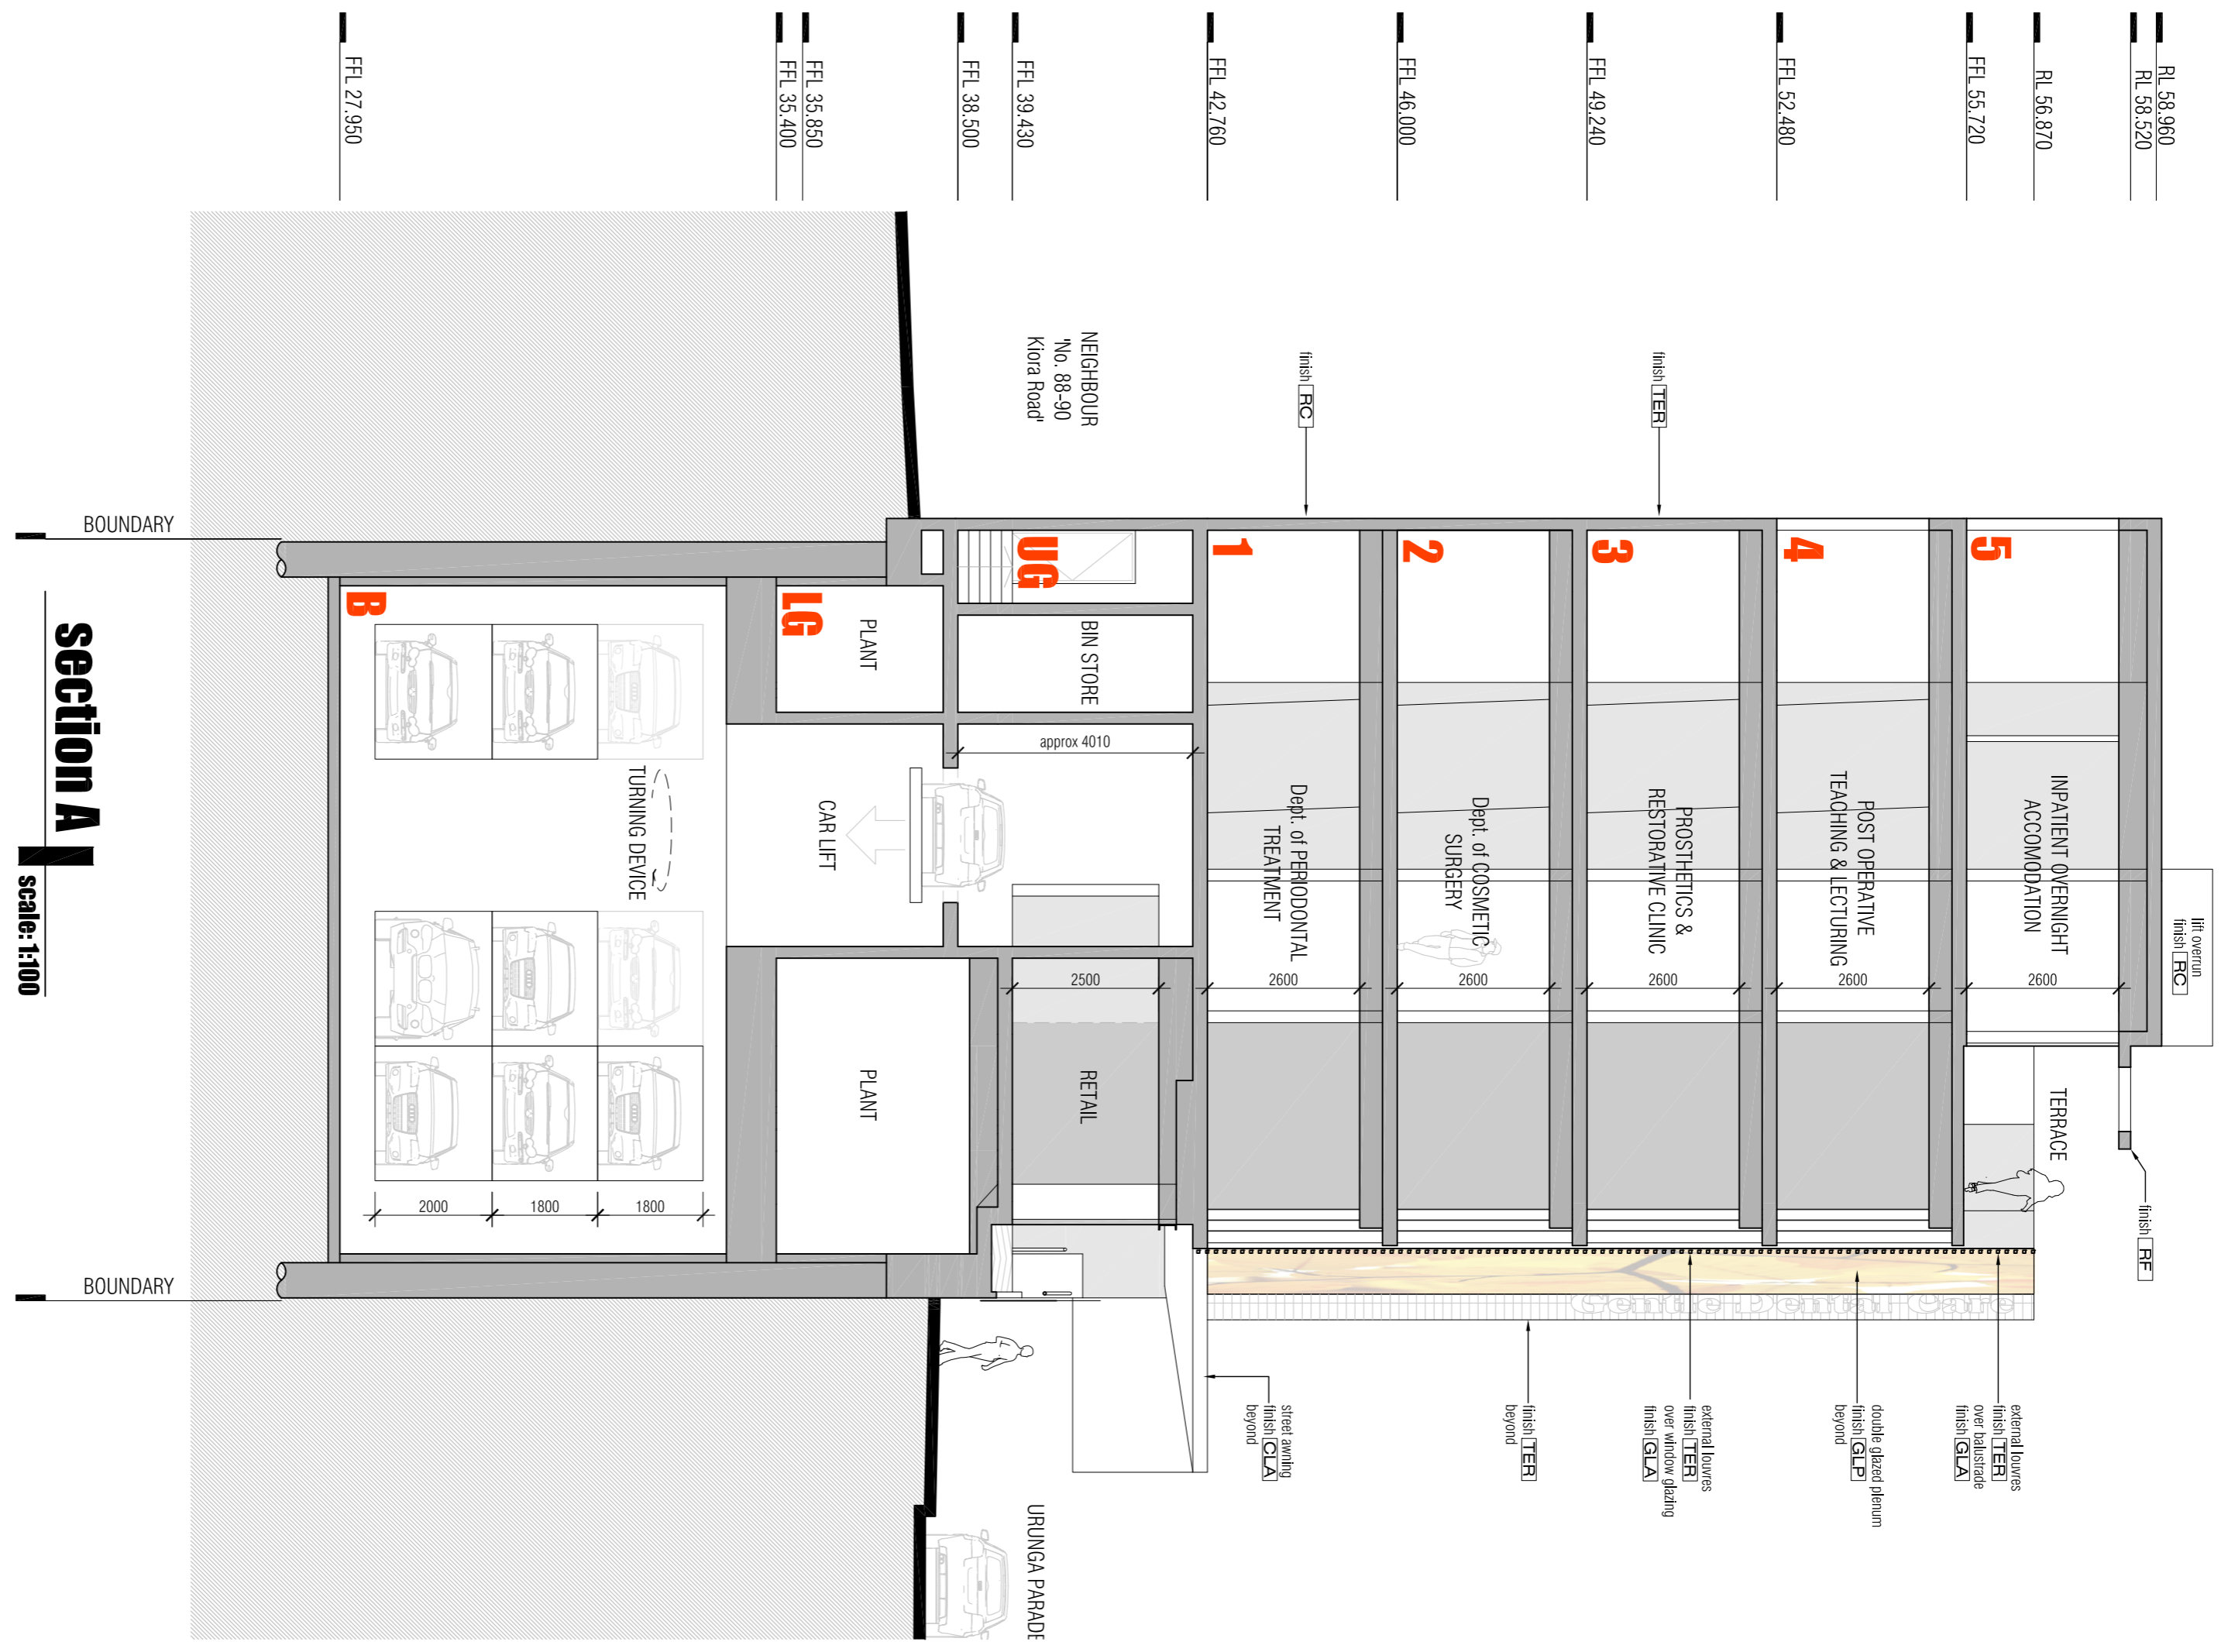 RL 58.960
RL 58.520
RL 56.870
FFL 55.720
FFL 52.480
FFL 49.240
FFL 46.000
FFL 42.760
FFL 39.430
FFL 38.500
FFL 35.850
FFL 35.400
FFL 27.950
lift overrun
finish RC
finish RF
TERRACE
5
INPATIENT OVERNIGHT
ACCOMODATION
2600
external louvres
finish TER
over balustrade
finish GLA
4
POST OPERATIVE
TEACHING & LECTURING
2600
double glazed plenum
finish GLP
beyond
finish TER
3
PROSTHETICS &
RESTORATIVE CLINIC
2600
external louvres
finish TER
over window glazing
finish GLA
Gentle Dental Care
2
Dept. of COSMETIC
SURGERY
2600
finish TER
beyond
finish RC
1
Dept. of PERIODONTAL
TREATMENT
2600
street awning
finish CLA
beyond
NEIGHBOUR
'No. 88-90
Kiora Road'
UG
BIN STORE
approx 4010
2500
RETAIL
URUNGA PARADE
LG
PLANT
CAR LIFT
PLANT
TURNING DEVICE
B
1800
1800
2000
BOUNDARY
BOUNDARY
section A
scale:1:100